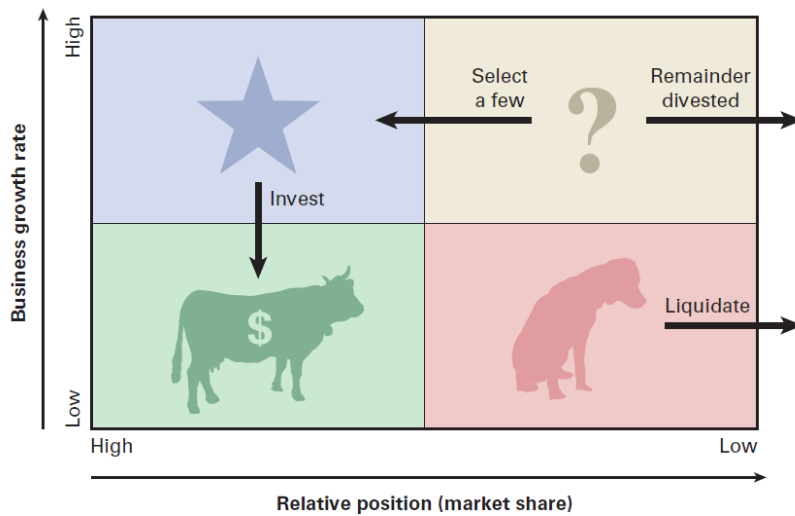 High
Select
a few
?
Remainder
divested
Business growth rate
Invest
$
Liquidate
Low
High
Low
Relative position (market share)